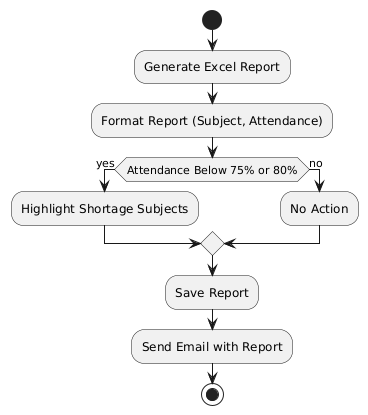 Generate Excel Report
Format Report (Subject, Attendance)
yes
Attendance Below 75% or 80%
no
Highlight Shortage Subjects
No Action
Save Report
Send Email with Report